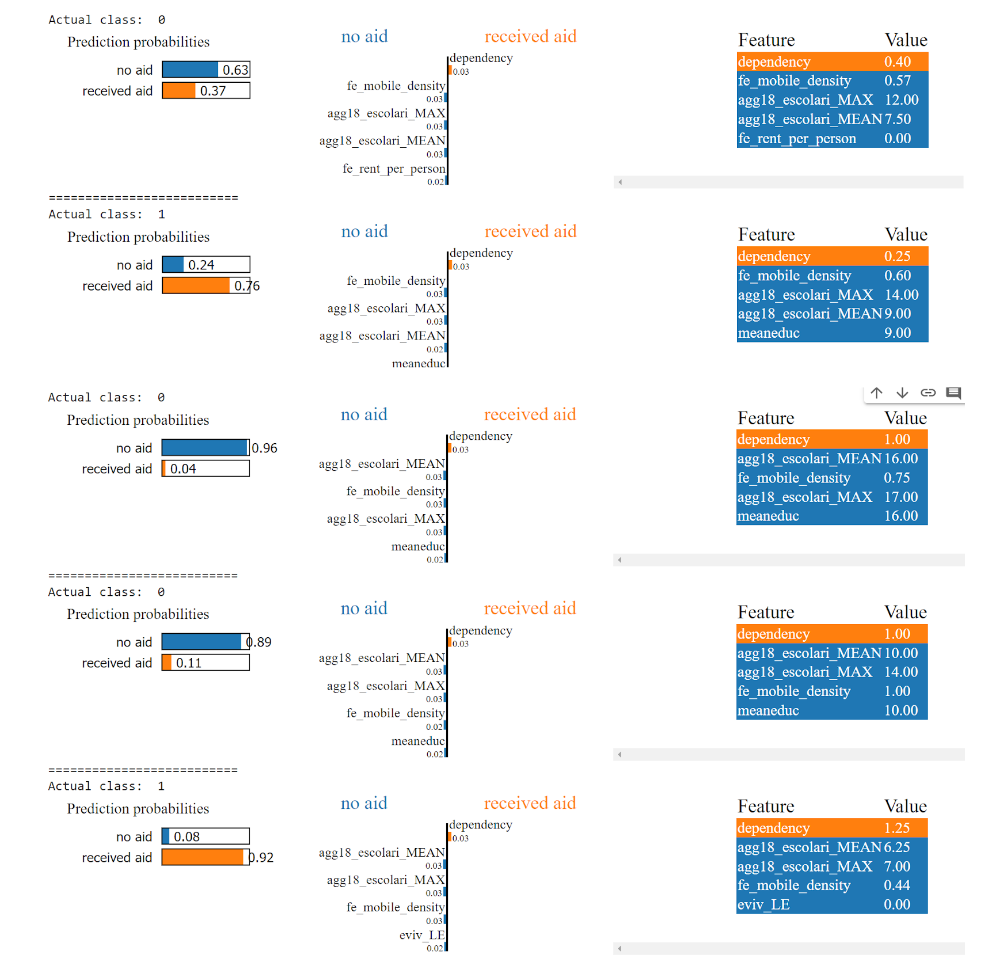 Actual class: 0
Prediction probabilities
no aid 0.63
received aid 0.37
no aid received aid
dependency
0.03
fe_mobile_density
0.03
agg18_escolari_MAX
0.03
agg18_escolari_MEAN
0.03
fe_rent_per_person
0.02
Feature Value
dependency 0.40
fe_mobile_density 0.57
agg18_escolari_MAX 12.00
agg18_escolari_MEAN 7.50
fe_rent_per_person 0.00
==========================
Actual class: 1
Prediction probabilities
no aid 0.24
received aid 0.76
no aid received aid
dependency
0.03
fe_mobile_density
0.03
agg18_escolari_MAX
0.03
agg18_escolari_MEAN
0.02
meaneduc
Feature Value
dependency 0.25
fe_mobile_density 0.60
agg18_escolari_MAX 14.00
agg18_escolari_MEAN 9.00
meaneduc 9.00
Actual class: 0
Prediction probabilities
no aid 0.96
received aid 0.04
no aid received aid
dependency
0.03
agg18_escolari_MEAN
0.03
fe_mobile_density
0.03
agg18_escolari_MAX
0.03
meaneduc
0.02
Feature Value
dependency 1.00
agg18_escolari_MEAN 16.00
fe_mobile_density 0.75
agg18_escolari_MAX 17.00
meaneduc 16.00
==========================
Actual class: 0
Prediction probabilities
no aid 0.89
received aid 0.11
no aid received aid
dependency
0.03
agg18_escolari_MEAN
0.03
agg18_escolari_MAX
0.03
fe_mobile_density
0.02
meaneduc
0.02
Feature Value
dependency 1.00
agg18_escolari_MEAN 10.00
agg18_escolari_MAX 14.00
fe_mobile_density 1.00
meaneduc 10.00
==========================
Actual class: 1
Prediction probabilities
no aid 0.08
received aid 0.92
no aid received aid
dependency
0.03
agg18_escolari_MEAN
0.03
agg18_escolari_MAX
0.03
fe_mobile_density
0.03
eviv_LE
0.02
Feature Value
dependency 1.25
agg18_escolari_MEAN 6.25
agg18_escolari_MAX 7.00
fe_mobile_density 0.44
eviv_LE 0.00